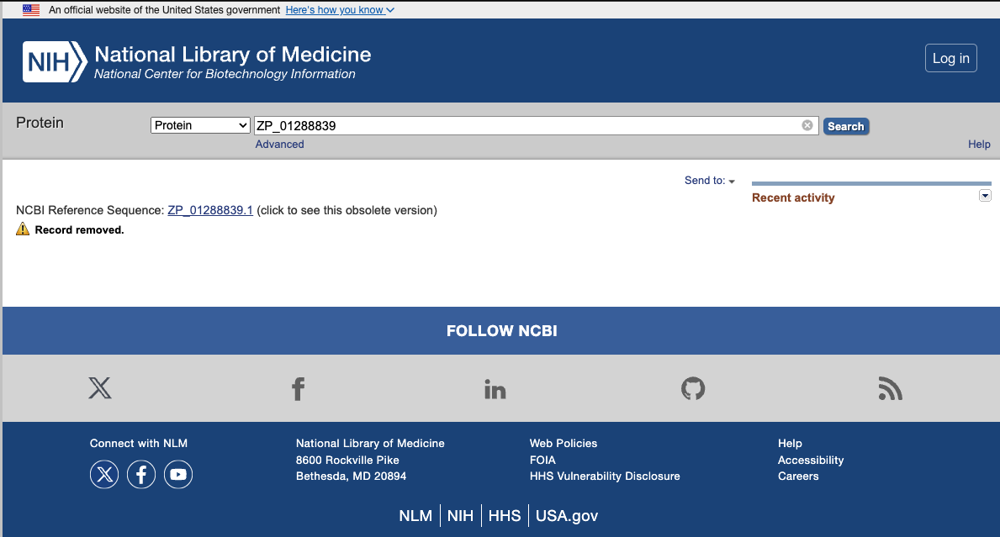 An official website of the United States government Here's how you know
NIH National Library of Medicine
National Center for Biotechnology Information
Log in
Protein
Protein ZP_01288839 Search
Advanced
Help
Send to:
Recent activity
NCBI Reference Sequence: ZP_01288839.1 (click to see this obsolete version)
Record removed.
FOLLOW NCBI
Connect with NLM
National Library of Medicine
8600 Rockville Pike
Bethesda, MD 20894
Web Policies
FOIA
HHS Vulnerability Disclosure
Help
Accessibility
Careers
NLM NIH HHS USA.gov